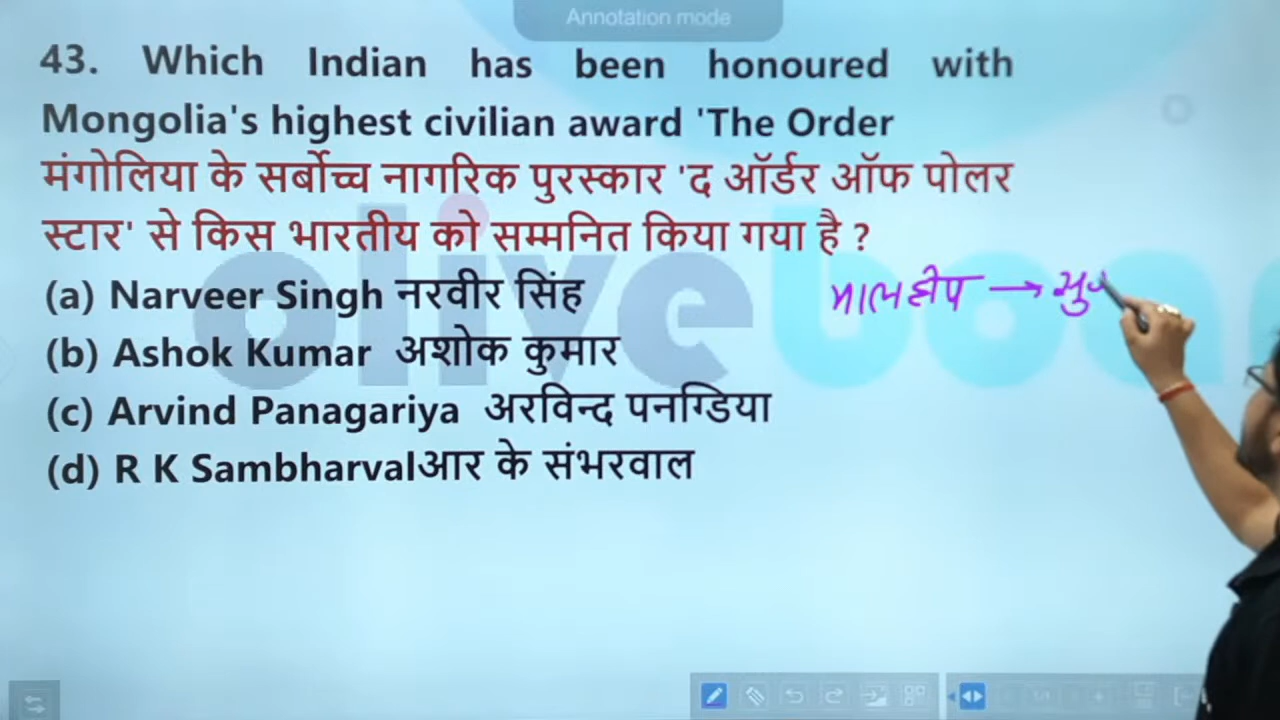 Annotation mode
43. Which Indian has been honoured with
Mongolia's highest civilian award 'The Order
मंगोलिया के सर्बोच्च नागरिक पुरस्कार 'द ऑर्डर ऑफ पोलर
स्टार' से किस भारतीय को सम्मनित किया गया है ?
(a) Narveer Singh नरवीर सिंह
मालद्वीप → मु
(b) Ashok Kumar अशोक कुमार
(c) Arvind Panagariya अरविन्द पनग्डिया
(d) R K Sambharvalआर के संभरवाल